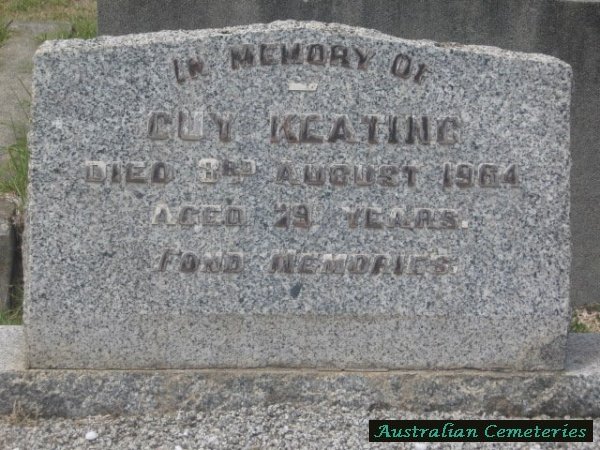 IN MEMORY OF
GUY KEATING
DIED 3RD AUGUST 1964
AGED 79 YEARS.
FOND MEMORIES.
Australian Cemeteries